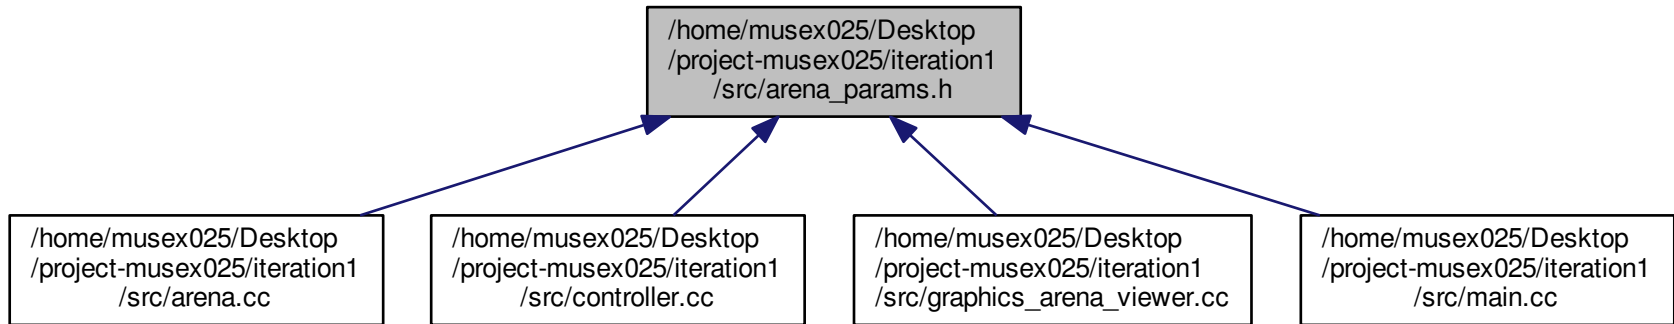 /home/musex025/Desktop
/project-musex025/iteration1
/src/arena_params.h
/home/musex025/Desktop
/project-musex025/iteration1
/src/arena.cc
/home/musex025/Desktop
/project-musex025/iteration1
/src/controller.cc
/home/musex025/Desktop
/project-musex025/iteration1
/src/graphics_arena_viewer.cc
/home/musex025/Desktop
/project-musex025/iteration1
/src/main.cc